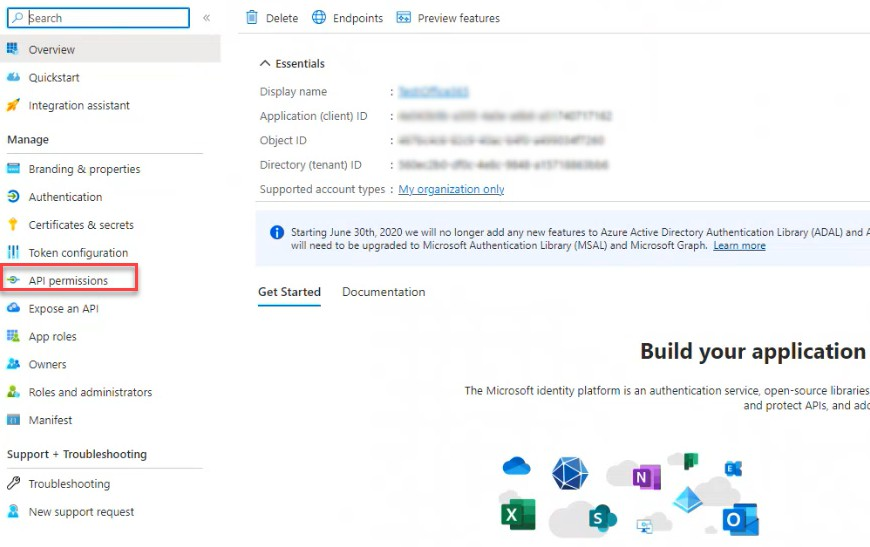 Search
«
Delete
Endpoints
Preview features
Overview
Quickstart
Integration assistant
Manage
Branding & properties
Authentication
Certificates & secrets
Token configuration
API permissions
Expose an API
App roles
Owners
Roles and administrators
Manifest
Support + Troubleshooting
Troubleshooting
New support request
Essentials
Display name :
Application (client) ID :
Object ID :
Directory (tenant) ID :
Supported account types : My organization only
Starting June 30th, 2020 we will no longer add any new features to Azure Active Directory Authentication Library (ADAL) and A
will need to be upgraded to Microsoft Authentication Library (MSAL) and Microsoft Graph. Learn more
Get Started
Documentation
Build your application
The Microsoft identity platform is an authentication service, open-source libraries
and protect APIs, and add
N
X
S
E
O